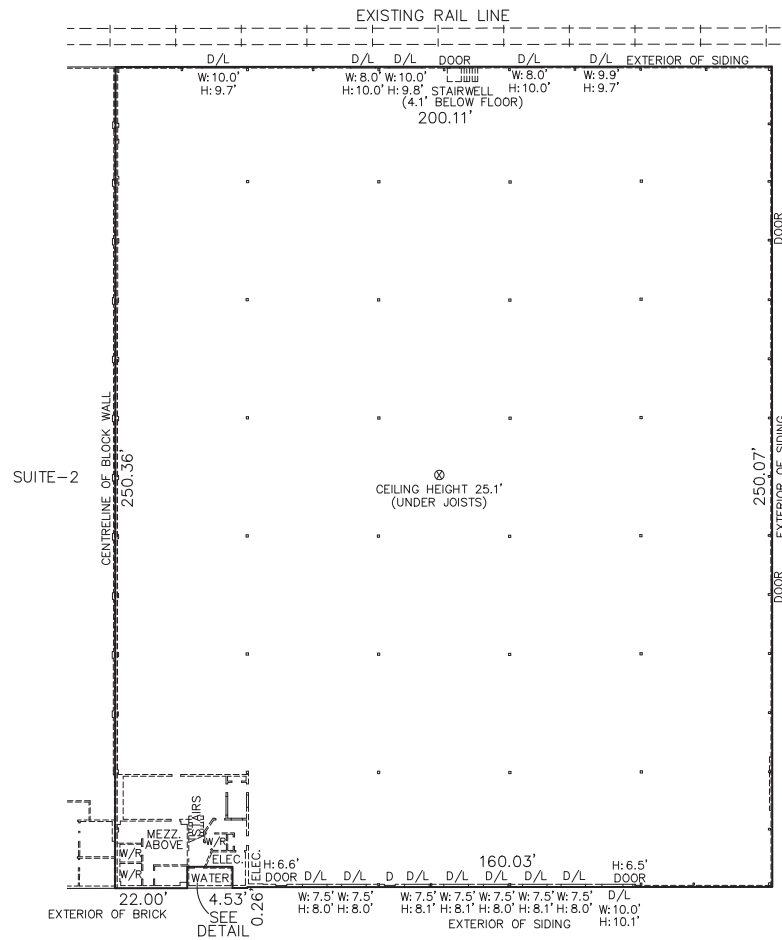 EXISTING RAIL LINE
D/L D/L D/L DOOR D/L D/L EXTERIOR OF SIDING
W:10.0' W:8.0' W:10.0' W:8.0' W:9.9'
H:9.7' H:10.0' H:9.8' STAIRWELL H:10.0' H:9.7'
(4.1' BELOW FLOOR)
200.11'
DOOR
CENTRELINE OF BLOCK WALL
250.36'
SUITE-2
CEILING HEIGHT 25.1'
(UNDER JOISTS)
250.07'
EXTERIOR OF SIDING
DOOR
STAIRS
MEZZ.
ABOVE
W/R
W/R
W/R
ELEC.
ELEC.
WATER
H:6.6'
DOOR
160.03'
H:6.5'
DOOR
D/L D/L D D/L D/L D/L D/L D/L
22.00' 4.53' 0.26'
W:7.5' W:7.5' W:7.5' W:7.5' W:7.5' W:7.5' W:7.5' D/L
H:8.0' H:8.0' H:8.1' H:8.1' H:8.0' H:8.1' H:8.0' W:10.0'
H:10.1'
EXTERIOR OF BRICK
SEE
DETAIL
EXTERIOR OF SIDING